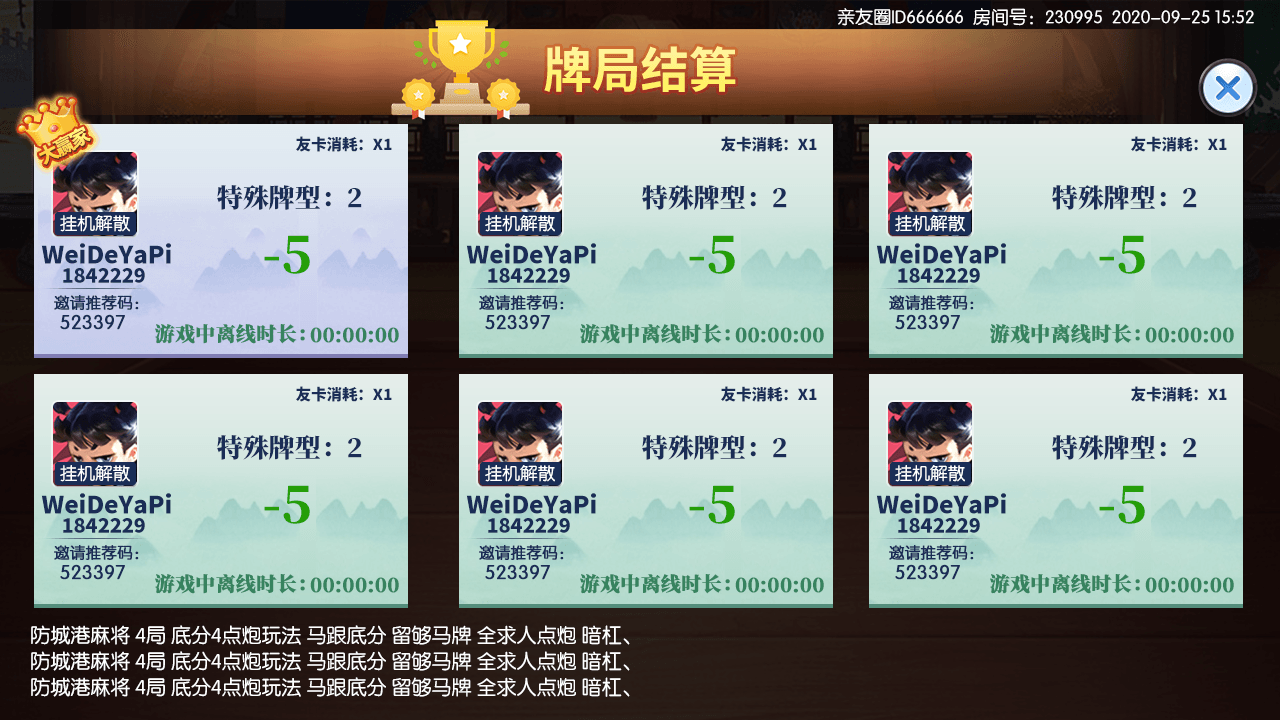 亲友圈ID666666 房间号：230995 2020-09-25 15:52
牌局结算
大赢家
友卡消耗：X1
特殊牌型：2
挂机解散
-5
WeiDeYaPi
1842229
邀请推荐码：
523397
游戏中离线时长：00:00:00
友卡消耗：X1
特殊牌型：2
挂机解散
-5
WeiDeYaPi
1842229
邀请推荐码：
523397
游戏中离线时长：00:00:00
友卡消耗：X1
特殊牌型：2
挂机解散
-5
WeiDeYaPi
1842229
邀请推荐码：
523397
游戏中离线时长：00:00:00
友卡消耗：X1
特殊牌型：2
挂机解散
-5
WeiDeYaPi
1842229
邀请推荐码：
523397
游戏中离线时长：00:00:00
友卡消耗：X1
特殊牌型：2
挂机解散
-5
WeiDeYaPi
1842229
邀请推荐码：
523397
游戏中离线时长：00:00:00
友卡消耗：X1
特殊牌型：2
挂机解散
-5
WeiDeYaPi
1842229
邀请推荐码：
523397
游戏中离线时长：00:00:00
防城港麻将 4局 底分4点炮玩法 马跟底分 留够马牌 全求人点炮 暗杠、
防城港麻将 4局 底分4点炮玩法 马跟底分 留够马牌 全求人点炮 暗杠、
防城港麻将 4局 底分4点炮玩法 马跟底分 留够马牌 全求人点炮 暗杠、